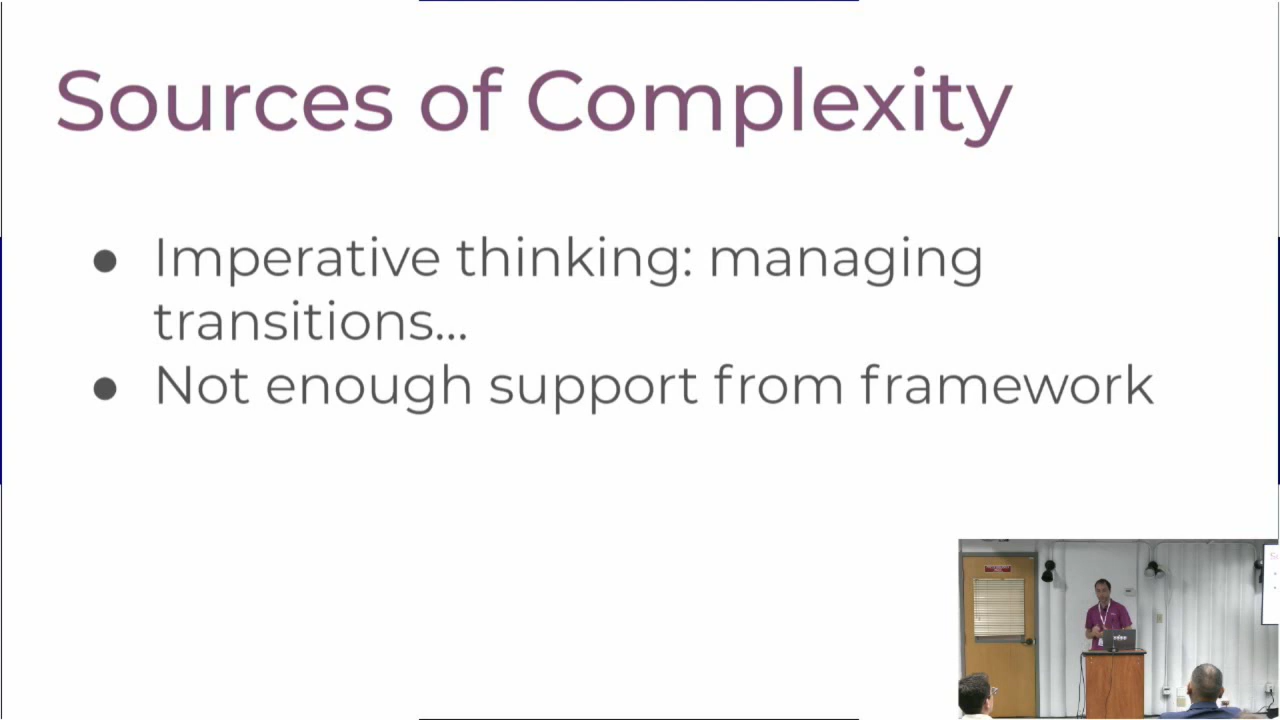 Sources of Complexity
● Imperative thinking: managing
transitions...
● Not enough support from framework